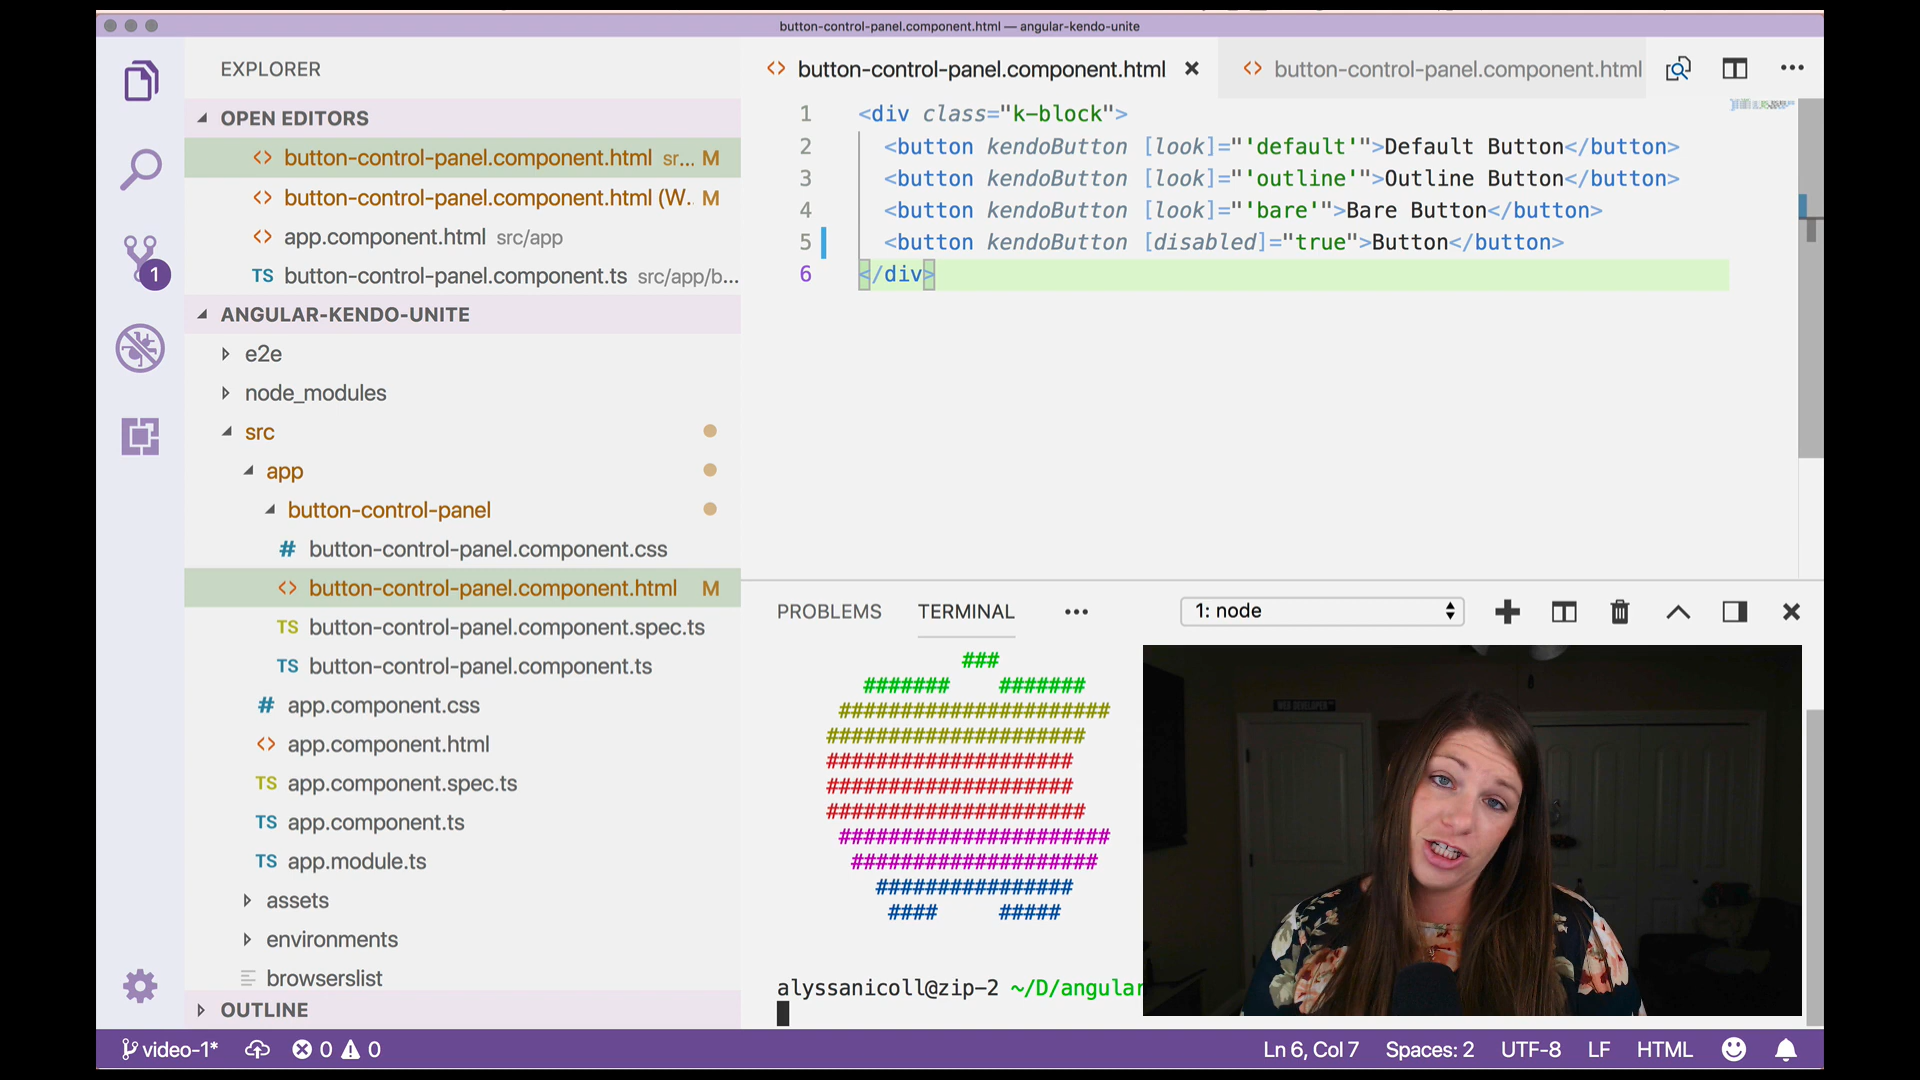 button-control-panel.component.html — angular-kendo-unite
EXPLORER
OPEN EDITORS
button-control-panel.component.html sr... M
button-control-panel.component.html (W. M
app.component.html src/app
TS button-control-panel.component.ts src/app/b...
ANGULAR-KENDO-UNITE
e2e
node_modules
src
app
button-control-panel
# button-control-panel.component.css
<> button-control-panel.component.html M
TS button-control-panel.component.spec.ts
TS button-control-panel.component.ts
# app.component.css
<> app.component.html
TS app.component.spec.ts
TS app.component.ts
TS app.module.ts
assets
environments
browserslist
OUTLINE
1
<> button-control-panel.component.html
<> button-control-panel.component.html
1 <div class="k-block">
2 <button kendoButton [look]="'default'">Default Button</button>
3 <button kendoButton [look]="'outline'">Outline Button</button>
4 <button kendoButton [look]="'bare'">Bare Button</button>
5 <button kendoButton [disabled]="true">Button</button>
6 </div>
PROBLEMS TERMINAL ••• 1: node
###
####### #######
######################
#####################
####################
####################
#####################
######################
####################
################
#### #####
alyssanicoll@zip-2 ~/D/angular
WEB DEVELOPER
video-1* 0 0
Ln 6, Col 7 Spaces: 2 UTF-8 LF HTML